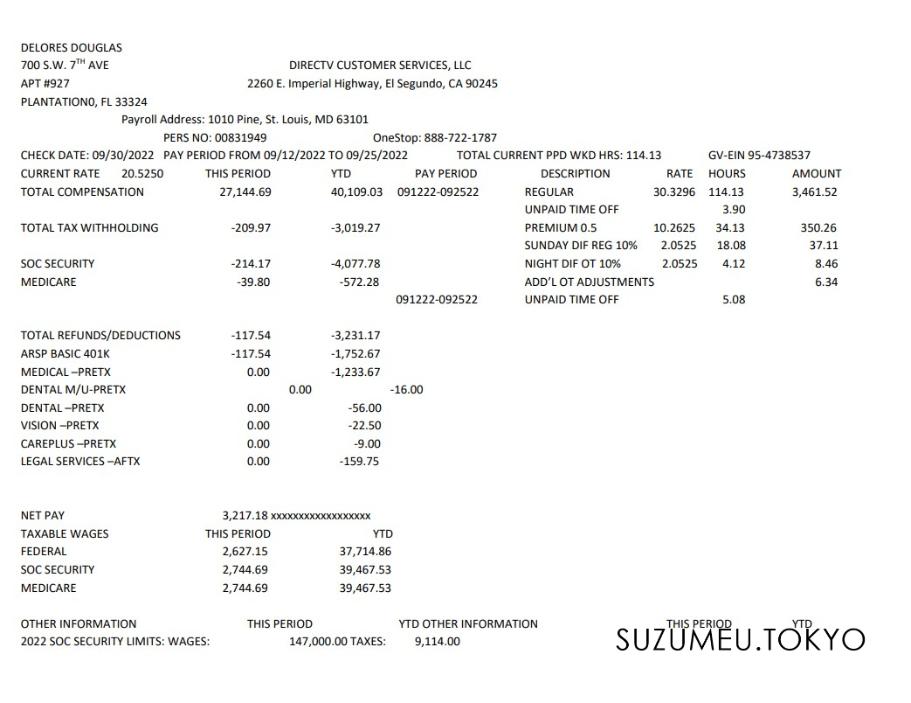 DELORES DOUGLAS
700 S.W. 7TH AVE DIRECTV CUSTOMER SERVICES, LLC
APT #927 2260 E. Imperial Highway, El Segundo, CA 90245
PLANTATION0, FL 33324
Payroll Address: 1010 Pine, St. Louis, MD 63101
PERS NO: 00831949 OneStop: 888-722-1787
CHECK DATE: 09/30/2022 PAY PERIOD FROM 09/12/2022 TO 09/25/2022 TOTAL CURRENT PPD WKD HRS: 114.13 GV-EIN 95-4738537
CURRENT RATE 20.5250 THIS PERIOD YTD PAY PERIOD DESCRIPTION RATE HOURS AMOUNT
TOTAL COMPENSATION 27,144.69 40,109.03 091222-092522 REGULAR 30.3296 114.13 3,461.52
UNPAID TIME OFF 3.90
TOTAL TAX WITHHOLDING -209.97 -3,019.27 PREMIUM 0.5 10.2625 34.13 350.26
SUNDAY DIF REG 10% 2.0525 18.08 37.11
SOC SECURITY -214.17 -4,077.78 NIGHT DIF OT 10% 2.0525 4.12 8.46
MEDICARE -39.80 -572.28 ADD'L OT ADJUSTMENTS 6.34
091222-092522 UNPAID TIME OFF 5.08
TOTAL REFUNDS/DEDUCTIONS -117.54 -3,231.17
ARSP BASIC 401K -117.54 -1,752.67
MEDICAL –PRETX 0.00 -1,233.67
DENTAL M/U-PRETX 0.00 -16.00
DENTAL –PRETX 0.00 -56.00
VISION –PRETX 0.00 -22.50
CAREPLUS –PRETX 0.00 -9.00
LEGAL SERVICES –AFTX 0.00 -159.75
NET PAY 3,217.18 xxxxxxxxxxxxxxxxxx
TAXABLE WAGES THIS PERIOD YTD
FEDERAL 2,627.15 37,714.86
SOC SECURITY 2,744.69 39,467.53
MEDICARE 2,744.69 39,467.53
OTHER INFORMATION THIS PERIOD YTD OTHER INFORMATION THIS PERIOD YTD
2022 SOC SECURITY LIMITS: WAGES: 147,000.00 TAXES: 9,114.00
SUZUMEU.TOKYO